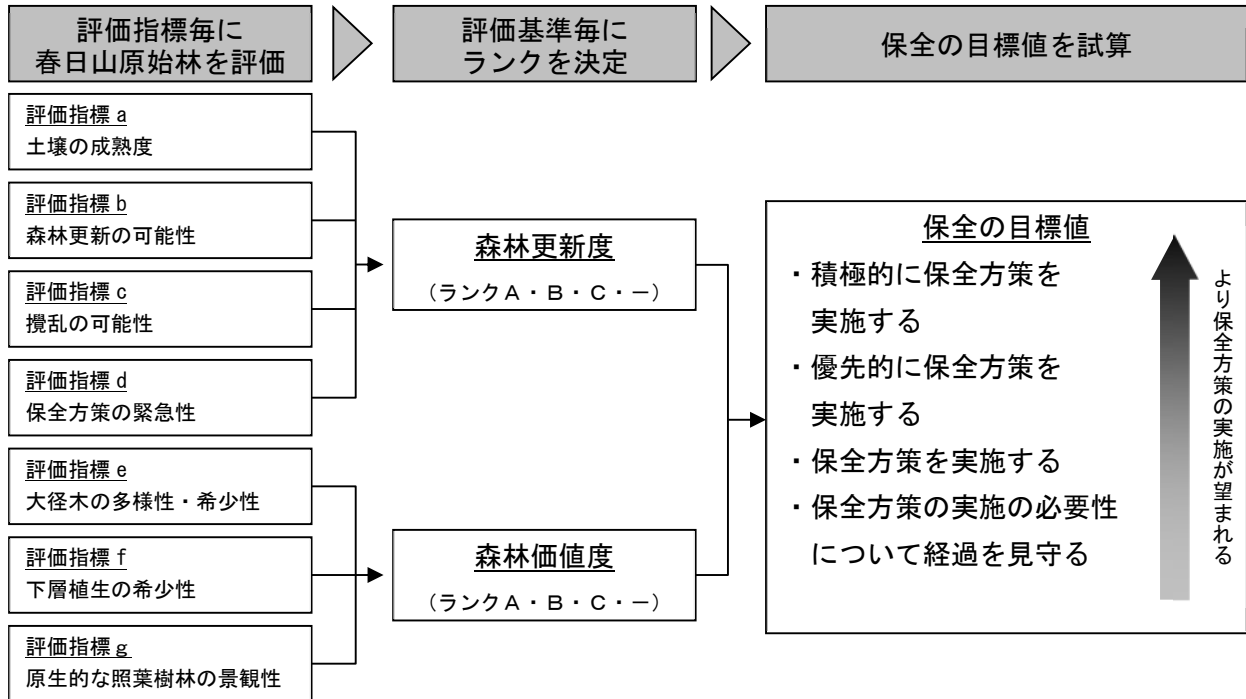 評価指標毎に
春日山原始林を評価
評価基準毎に
ランクを決定
保全の目標値を試算
評価指標 a
土壌の成熟度
評価指標 b
森林更新の可能性
評価指標 c
攪乱の可能性
評価指標 d
保全方策の緊急性
評価指標 e
大径木の多様性・希少性
評価指標 f
下層植生の希少性
評価指標 g
原生的な照葉樹林の景観性
森林更新度
（ランクA・B・C・－）
森林価値度
（ランクA・B・C・－）
保全の目標値
・積極的に保全方策を
実施する
・優先的に保全方策を
実施する
・保全方策を実施する
・保全方策の実施の必要性
について経過を見守る
より保全方策の実施が望まれる